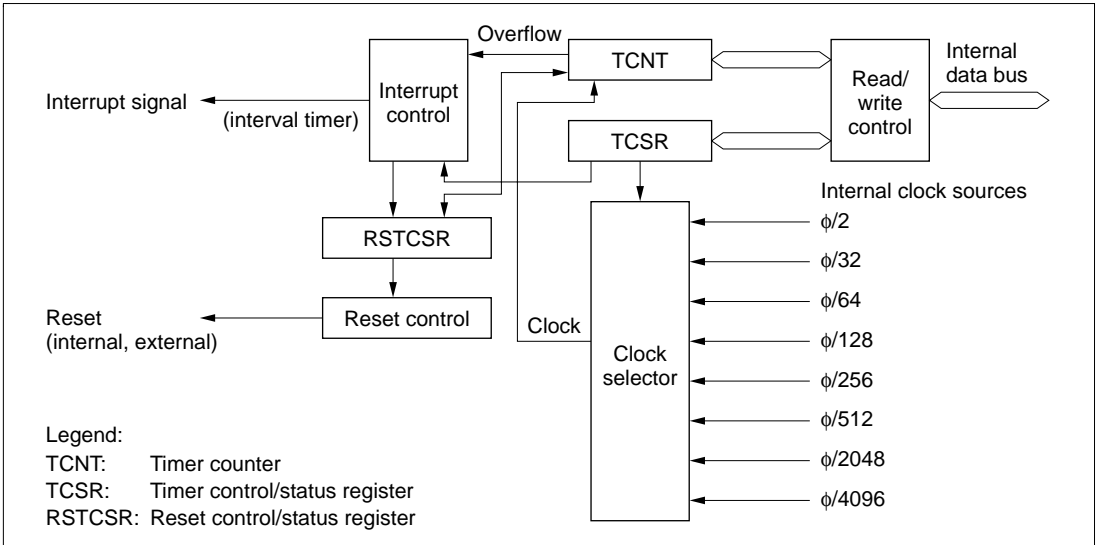 Overflow
TCNT
Internal
data bus
Read/
write
control
Interrupt
control
Interrupt signal
(interval timer)
TCSR
Internal clock sources
RSTCSR
ϕ/2
ϕ/32
ϕ/64
ϕ/128
ϕ/256
ϕ/512
ϕ/2048
ϕ/4096
Reset control
Reset
(internal, external)
Clock
Clock
selector
Legend:
TCNT: Timer counter
TCSR: Timer control/status register
RSTCSR: Reset control/status register